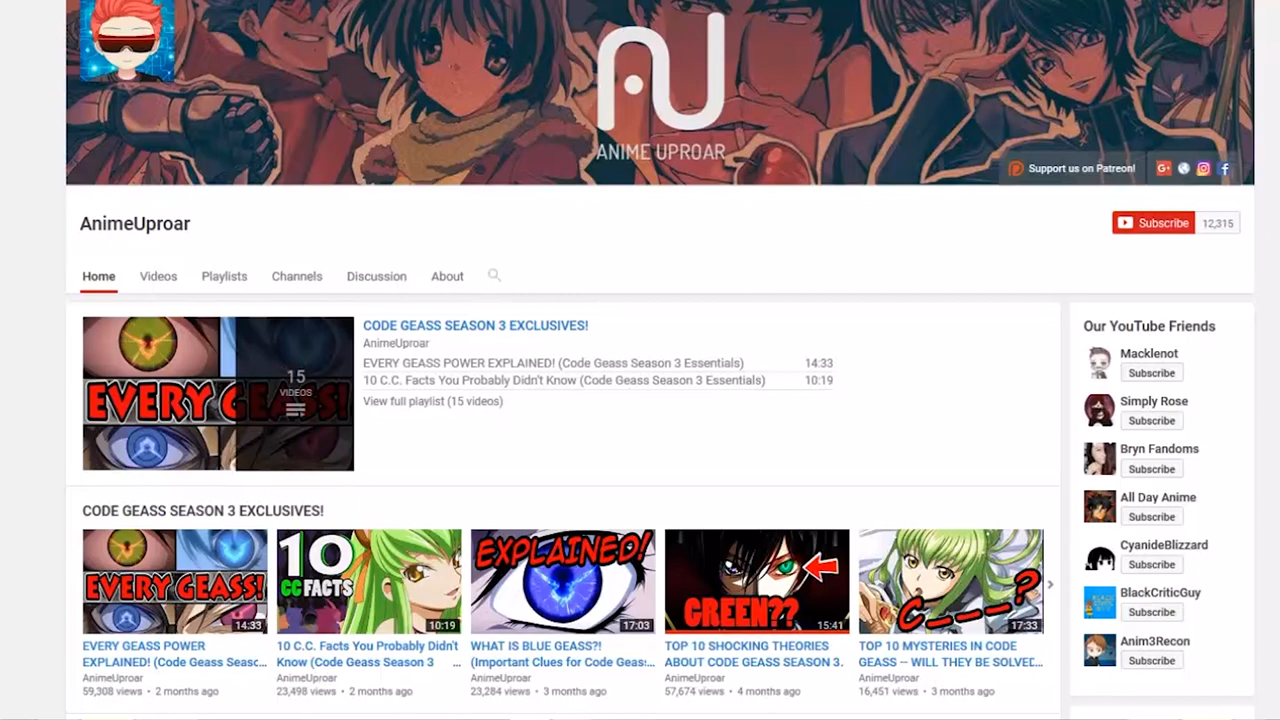 ANIME UPROAR
Support us on Patreon!
G+
AnimeUproar
Subscribe 12,315
Home Videos Playlists Channels Discussion About
EVERY G
15
VIDEOS
CODE GEASS SEASON 3 EXCLUSIVES!
AnimeUproar
EVERY GEASS POWER EXPLAINED! (Code Geass Season 3 Essentials) 14:33
10 C.C. Facts You Probably Didn't Know (Code Geass Season 3 Essentials) 10:19
View full playlist (15 videos)
CODE GEASS SEASON 3 EXCLUSIVES!
EVERY GEASS!
14:33
EVERY GEASS POWER
EXPLAINED! (Code Geass Seasc...
AnimeUproar
59,308 views • 2 months ago
10
CC FACTS
10:19
10 C.C. Facts You Probably Didn't
Know (Code Geass Season 3 ...
AnimeUproar
23,498 views • 2 months ago
EXPLAINED!
17:03
WHAT IS BLUE GEASS?!
(Important Clues for Code Geas:...
AnimeUproar
23,284 views • 3 months ago
GREEN??
15:41
TOP 10 SHOCKING THEORIES
ABOUT CODE GEASS SEASON 3.
AnimeUproar
57,674 views • 4 months ago
C____?
17:33
TOP 10 MYSTERIES IN CODE
GEASS -- WILL THEY BE SOLVED...
AnimeUproar
16,451 views • 3 months ago
Our YouTube Friends
Macklenot
Subscribe
Simply Rose
Subscribe
Bryn Fandoms
Subscribe
All Day Anime
Subscribe
CyanideBlizzard
Subscribe
BlackCriticGuy
Subscribe
Anim3Recon
Subscribe